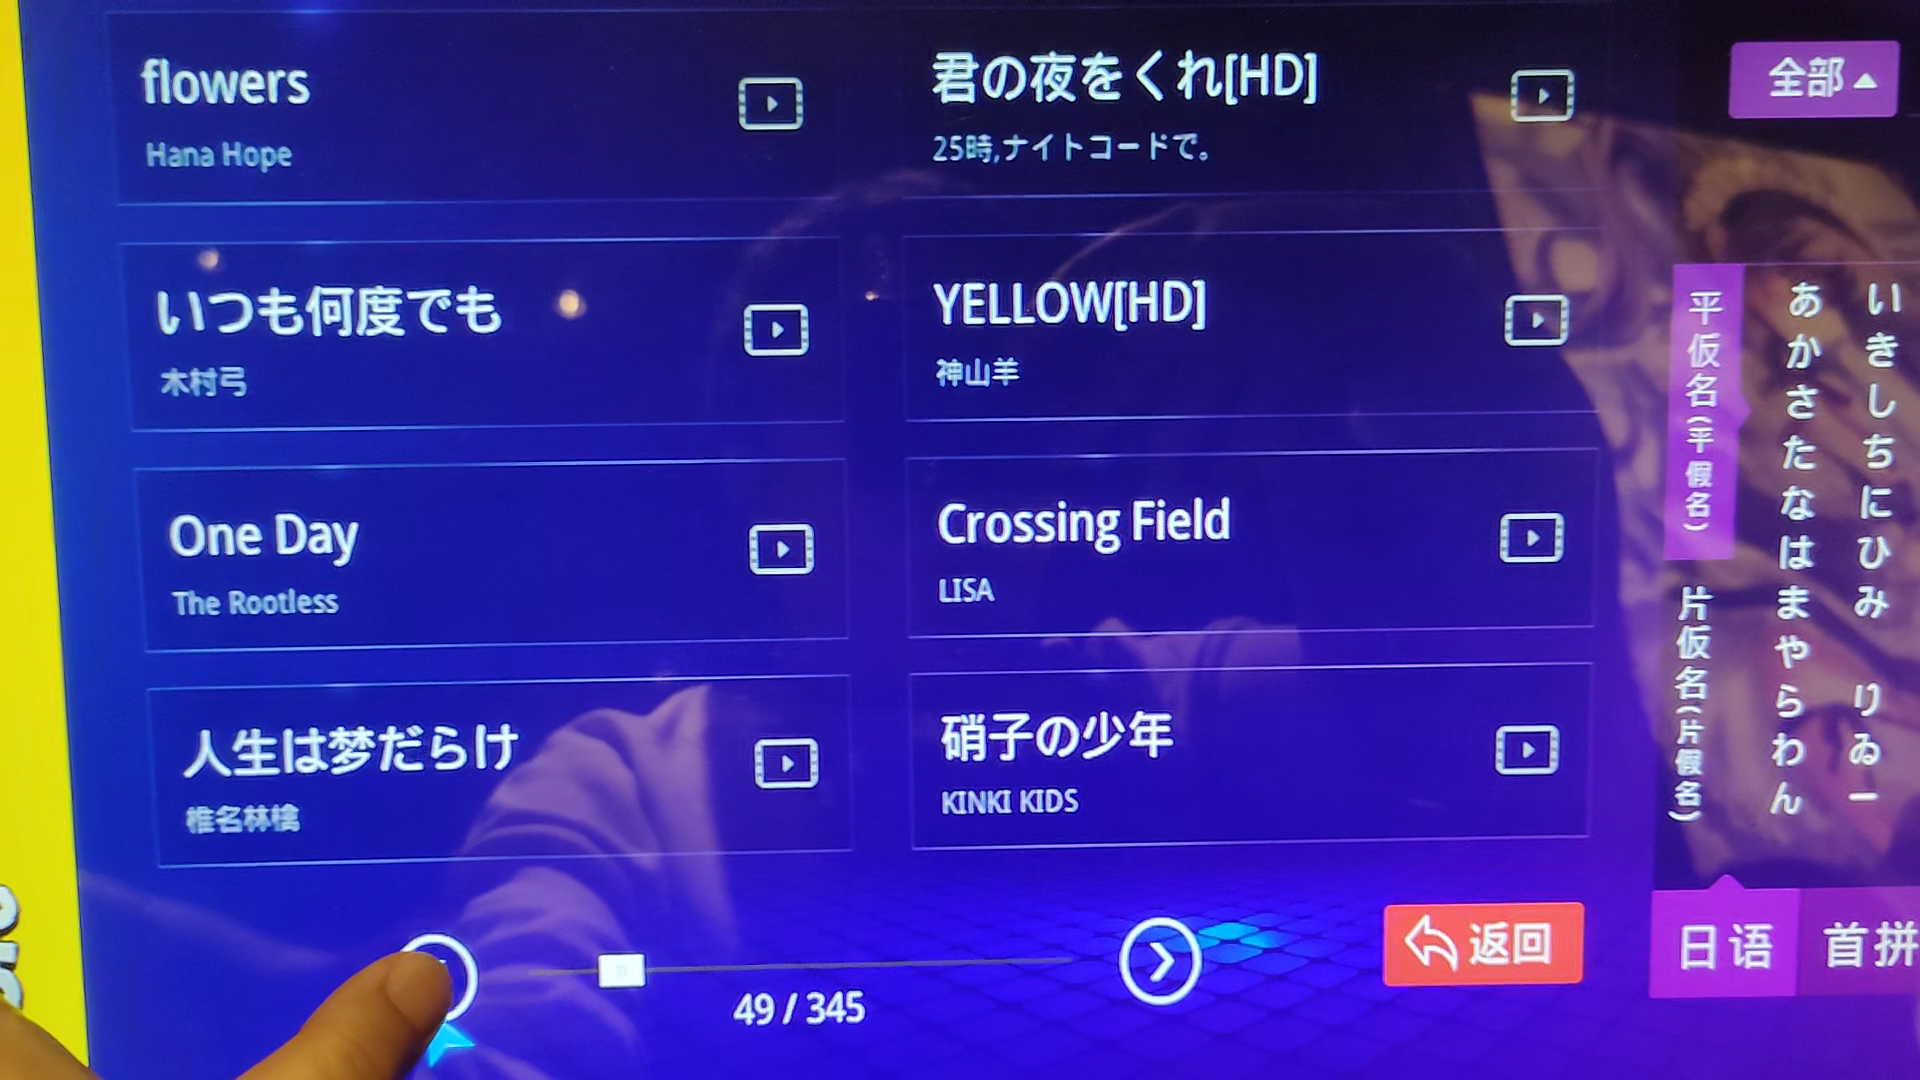 flowers
Hana Hope
君の夜をくれ[HD]
25時,ナイトコードで。
いつも何度でも
木村弓
YELLOW[HD]
神山羊
One Day
The Rootless
Crossing Field
LISA
人生は梦だらけ
椎名林檎
硝子の少年
KINKI KIDS
49 / 345
返回
全部
平仮名(平假名)
片仮名(片假名)
あかさたなはまやらわん
いきしちにひみ りゐー
日语
首拼